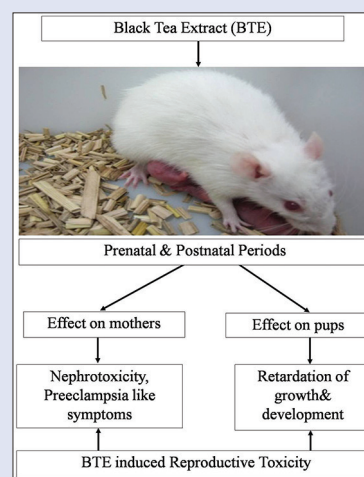 Black Tea Extract (BTE)
Prenatal & Postnatal Periods
Effect on mothers
Effect on pups
Nephrotoxicity,
Preeclampsia like
symptoms
Retardation of
growth&
development
BTE induced Reproductive Toxicity